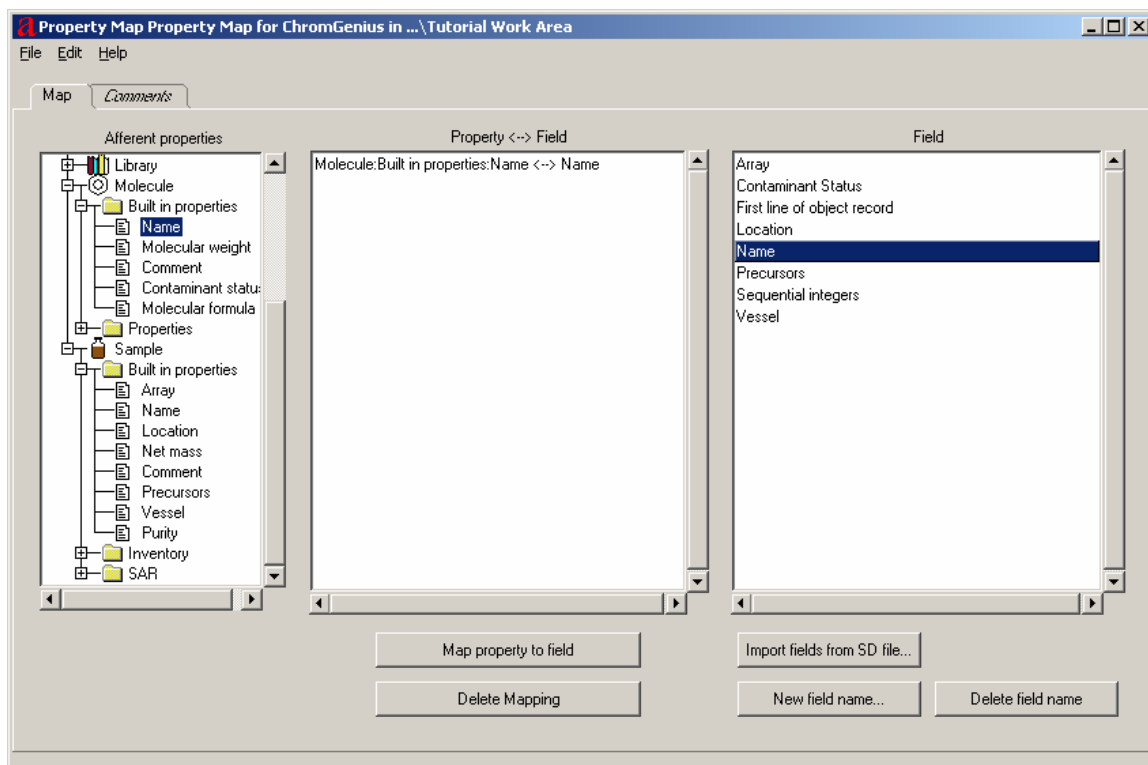 Property Map Property Map for ChromGenius in ...\Tutorial Work Area
File Edit Help
Map Comments
Afferent properties
Library
Molecule
Built in properties
Name
Molecular weight
Comment
Contaminant statu
Molecular formula
Properties
Sample
Built in properties
Array
Name
Location
Net mass
Comment
Precursors
Vessel
Purity
Inventory
SAR
Property <--> Field
Molecule:Built in properties:Name <--> Name
Map property to field
Delete Mapping
Field
Array
Contaminant Status
First line of object record
Location
Name
Precursors
Sequential integers
Vessel
Import fields from SD file...
New field name... Delete field name